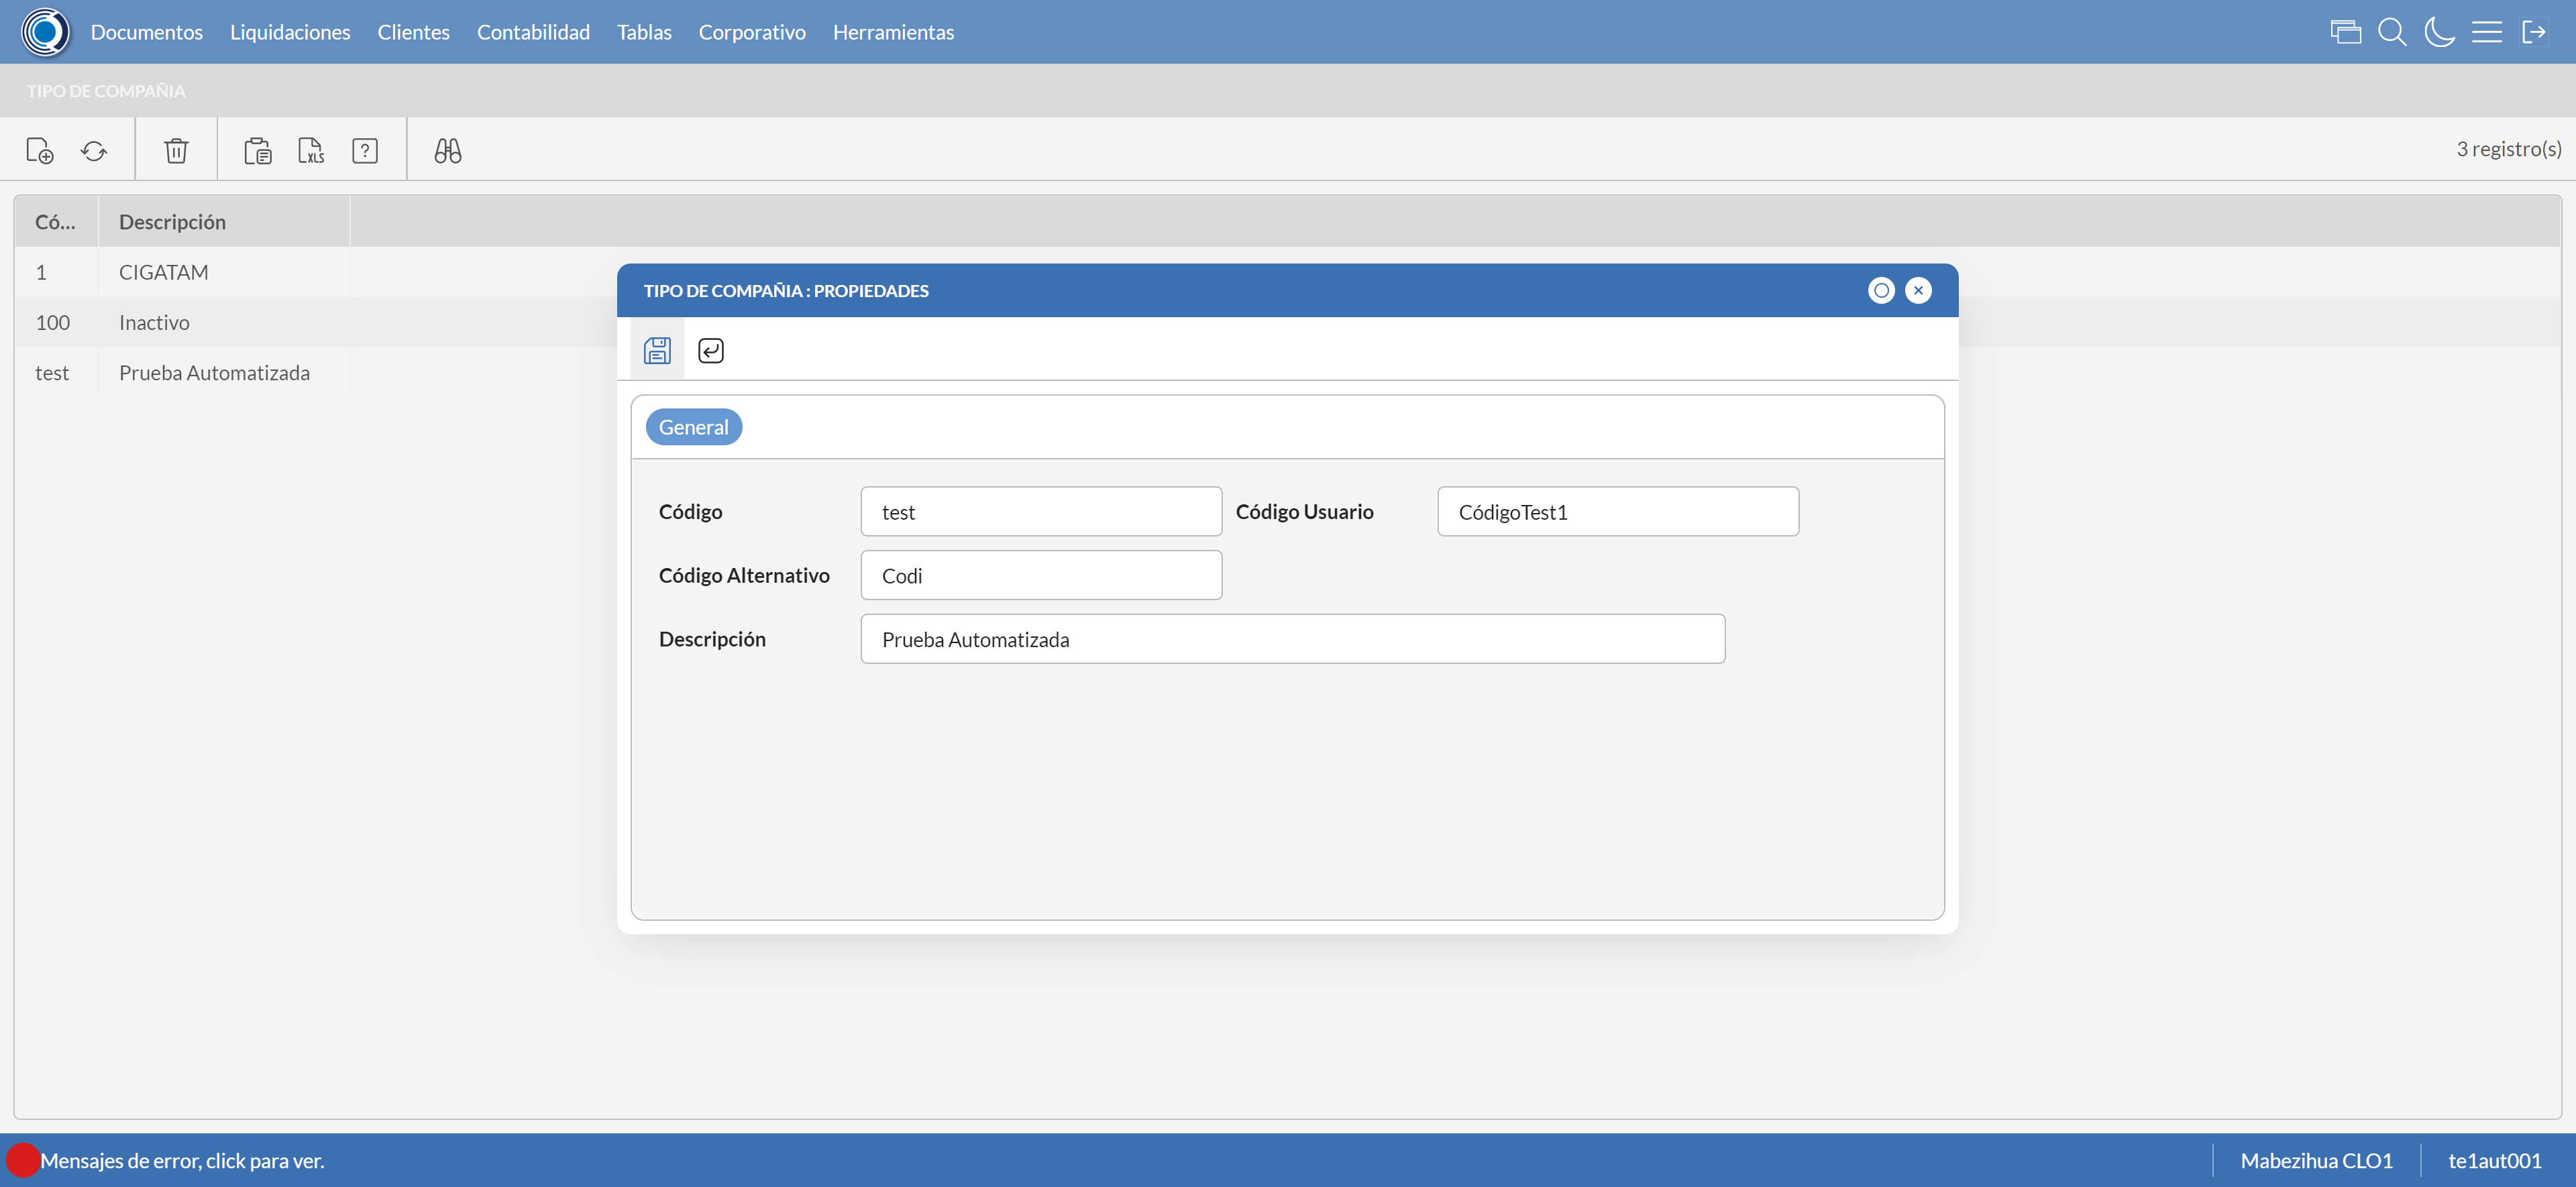 Documentos Liquidaciones Clientes Contabilidad Tablas Corporativo Herramientas
TIPO DE COMPAÑIA
XLS ? 3 registro(s)
Có... Descripción
1 CIGATAM
100 Inactivo
test Prueba Automatizada
TIPO DE COMPAÑIA : PROPIEDADES
General
Código test Código Usuario CódigoTest1
Código Alternativo Codi
Descripción Prueba Automatizada
Mensajes de error, click para ver. Mabezihua CLO1 te1aut001